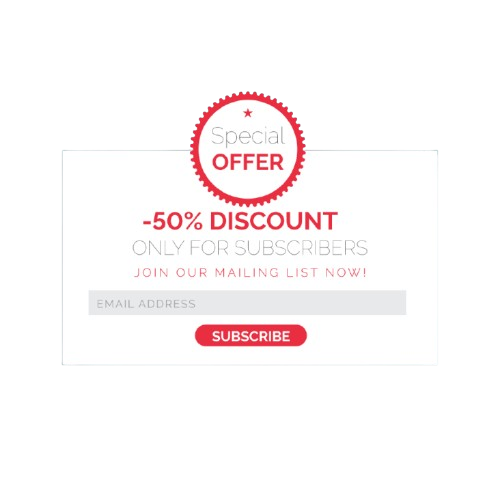 Special
OFFER
-50% DISCOUNT
ONLY FOR SUBSCRIBERS
JOIN OUR MAILING LIST NOW!
EMAIL ADDRESS
SUBSCRIBE